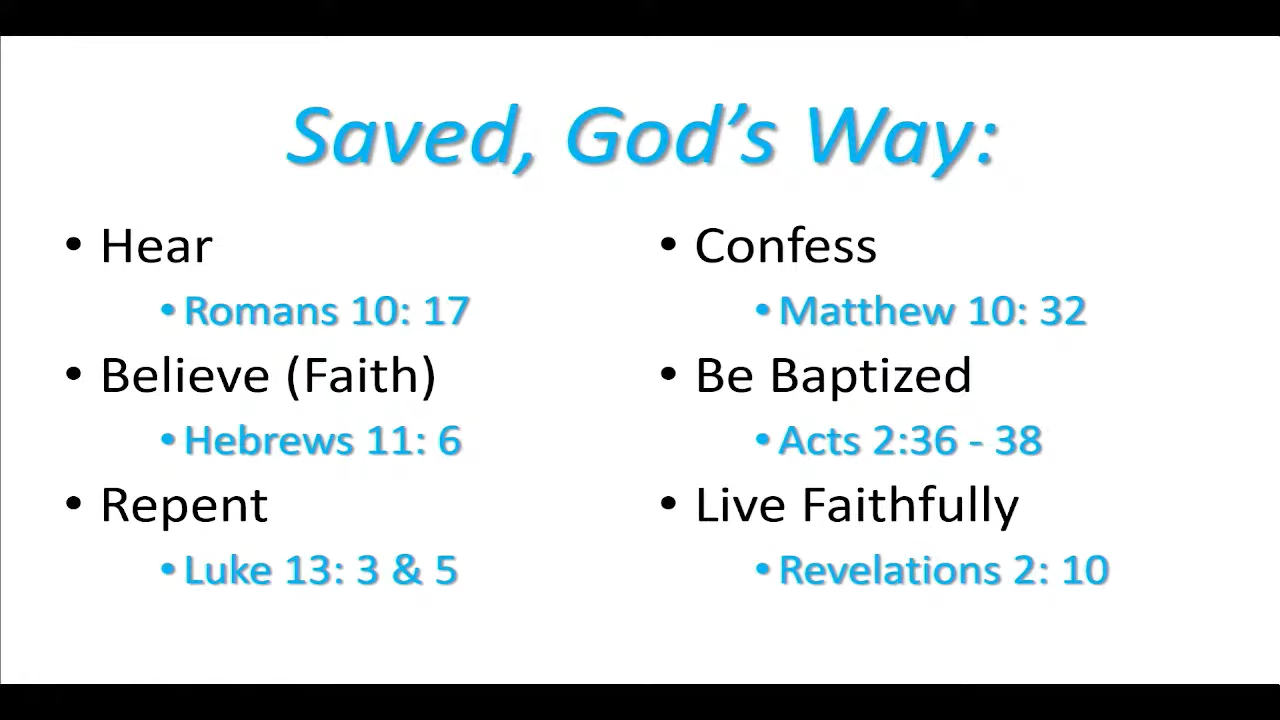 Saved, God's Way:
• Hear
• Romans 10: 17
• Believe (Faith)
• Hebrews 11: 6
• Repent
• Luke 13: 3 & 5
• Confess
• Matthew 10: 32
• Be Baptized
• Acts 2:36 - 38
• Live Faithfully
• Revelations 2: 10